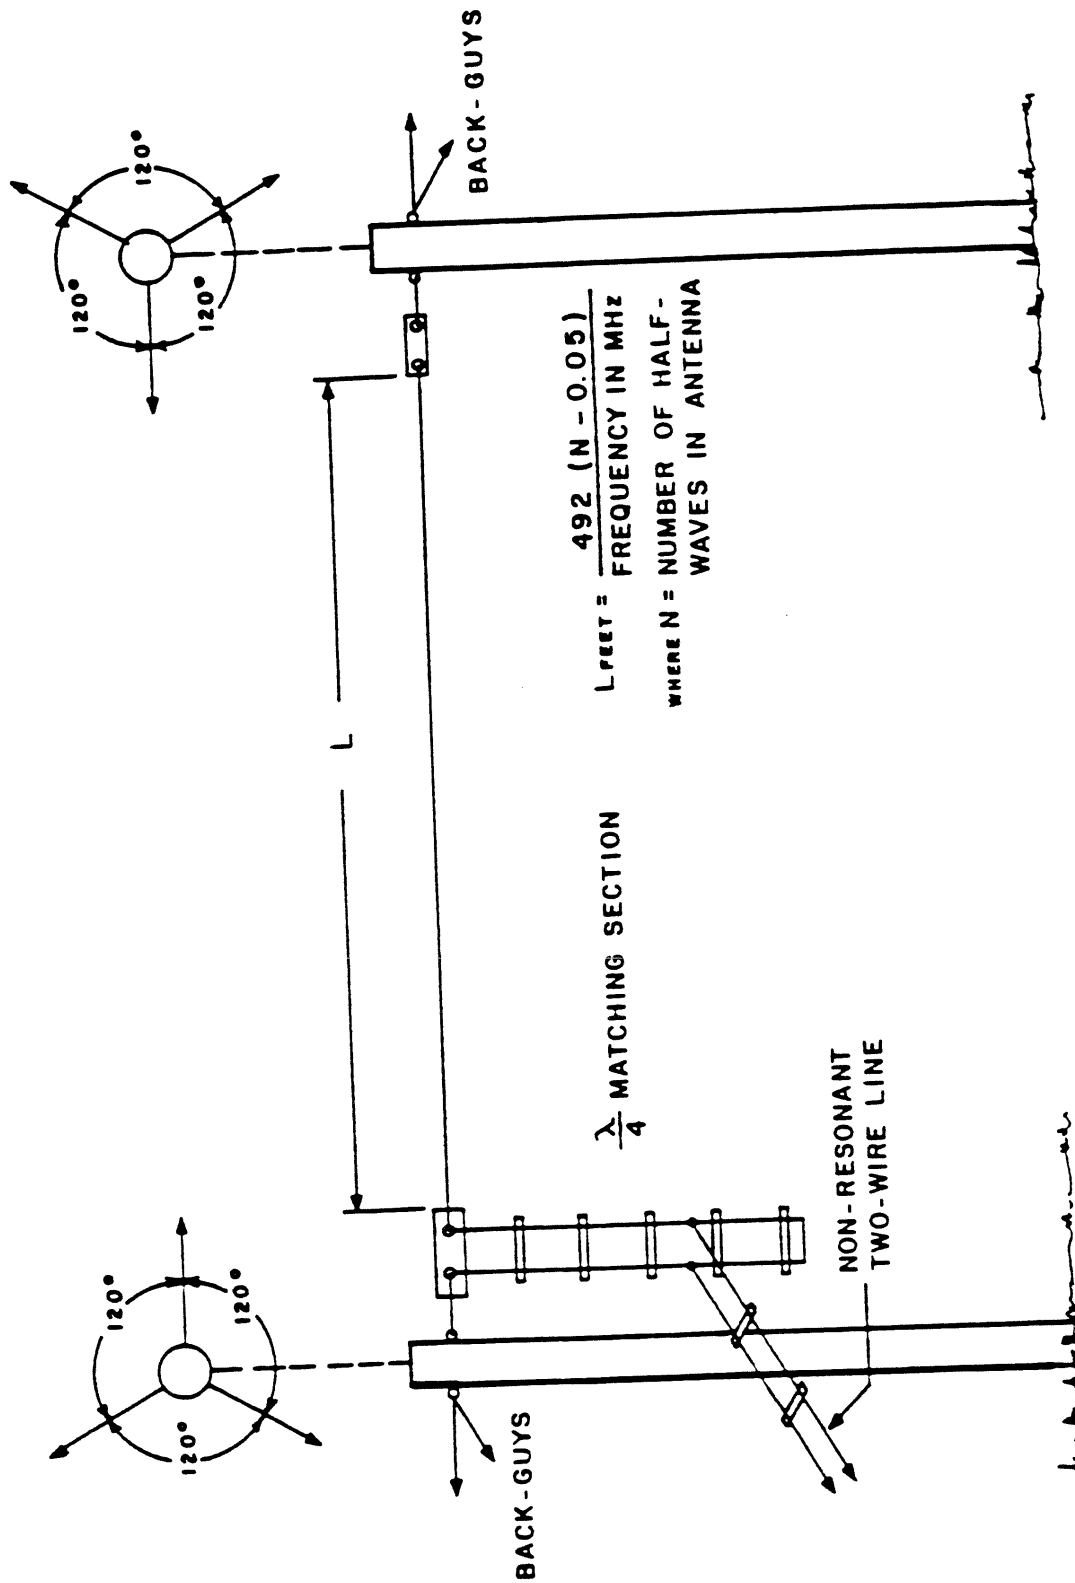 120°
120°
120°
120°
120°
120°
BACK-GUYS
BACK-GUYS
L
λ/4 MATCHING SECTION
L FEET = 492 (N - 0.05)
FREQUENCY IN MHz
WHERE N = NUMBER OF HALF-
WAVES IN ANTENNA
NON-RESONANT
TWO-WIRE LINE